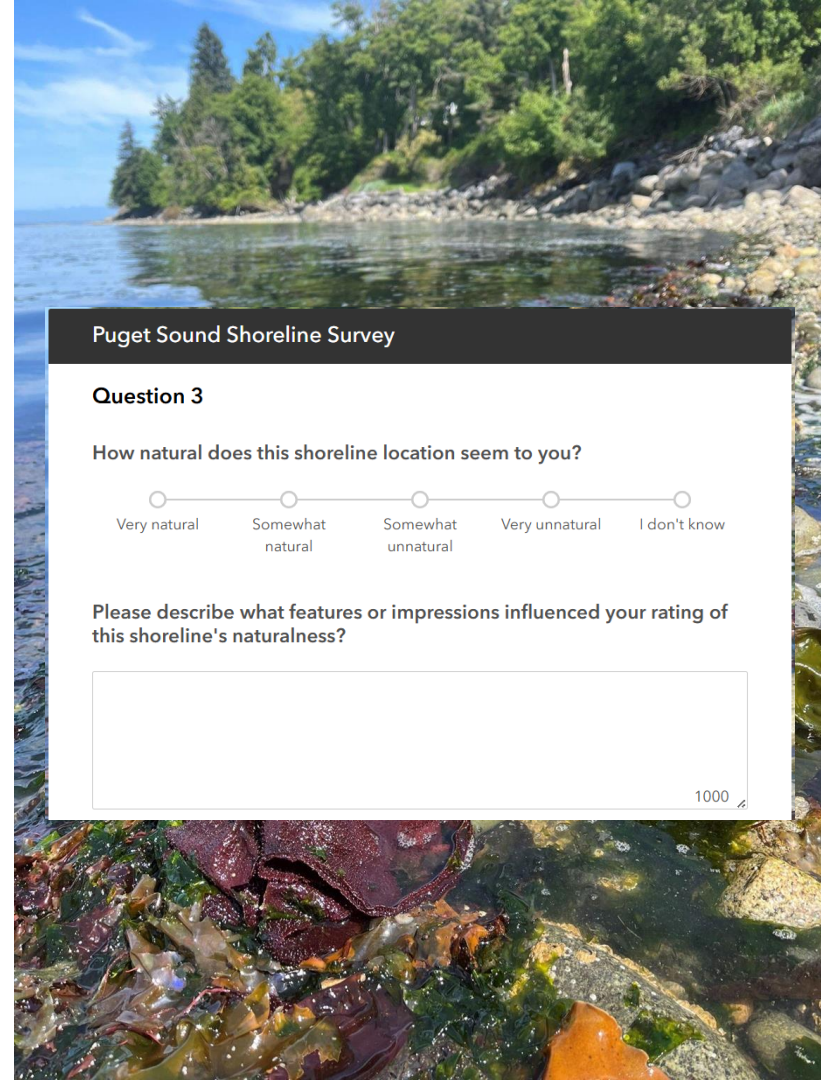 Puget Sound Shoreline Survey
Question 3
How natural does this shoreline location seem to you?
Very natural
Somewhat
natural
Somewhat
unnatural
Very unnatural
I don't know
Please describe what features or impressions influenced your rating of
this shoreline's naturalness?
1000